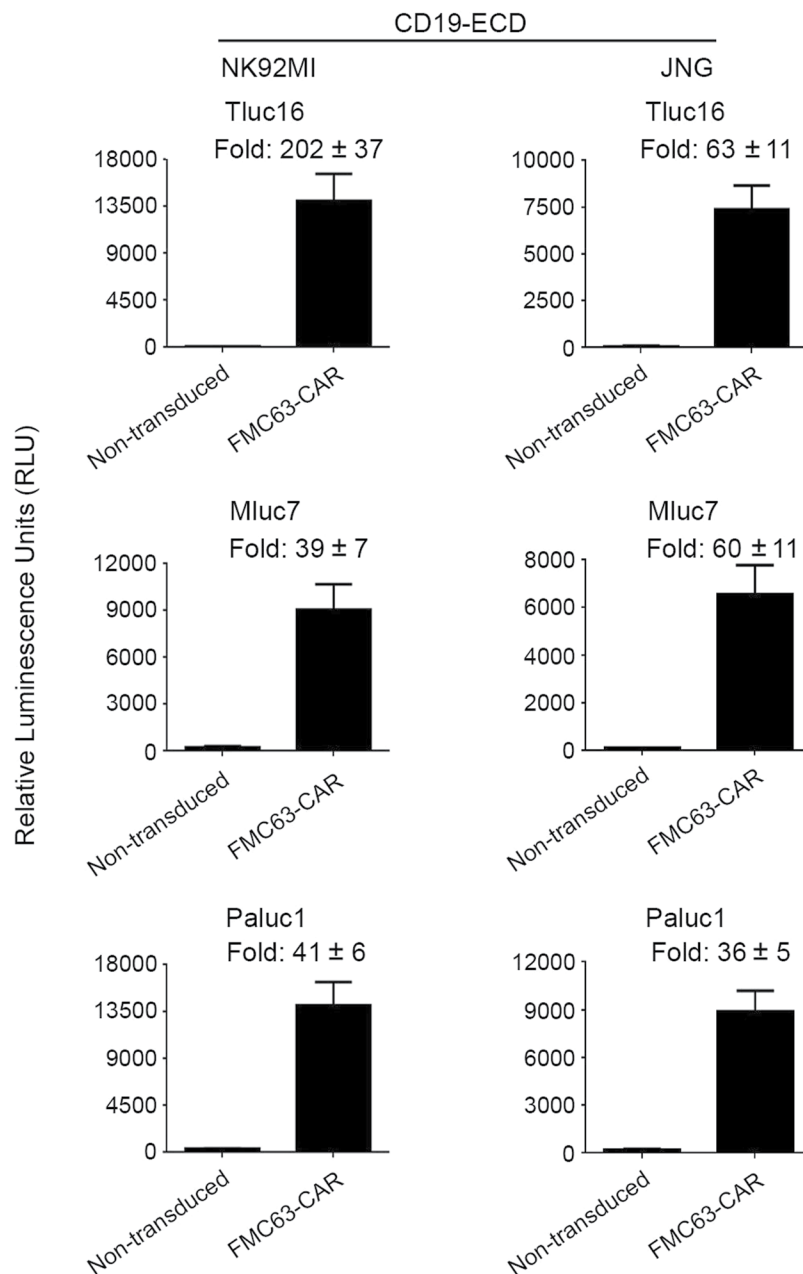 CD19-ECD
NK92MI
JNG
Relative Luminescence Units (RLU)
Tluc16
Fold: 202 ± 37
18000
13500
9000
4500
0
Non-transduced
FMC63-CAR
Tluc16
Fold: 63 ± 11
10000
7500
5000
2500
0
Non-transduced
FMC63-CAR
Mluc7
Fold: 39 ± 7
12000
9000
6000
3000
0
Non-transduced
FMC63-CAR
Mluc7
Fold: 60 ± 11
8000
6000
4000
2000
0
Non-transduced
FMC63-CAR
Paluc1
Fold: 41 ± 6
18000
13500
9000
4500
0
Non-transduced
FMC63-CAR
Paluc1
Fold: 36 ± 5
12000
9000
6000
3000
0
Non-transduced
FMC63-CAR